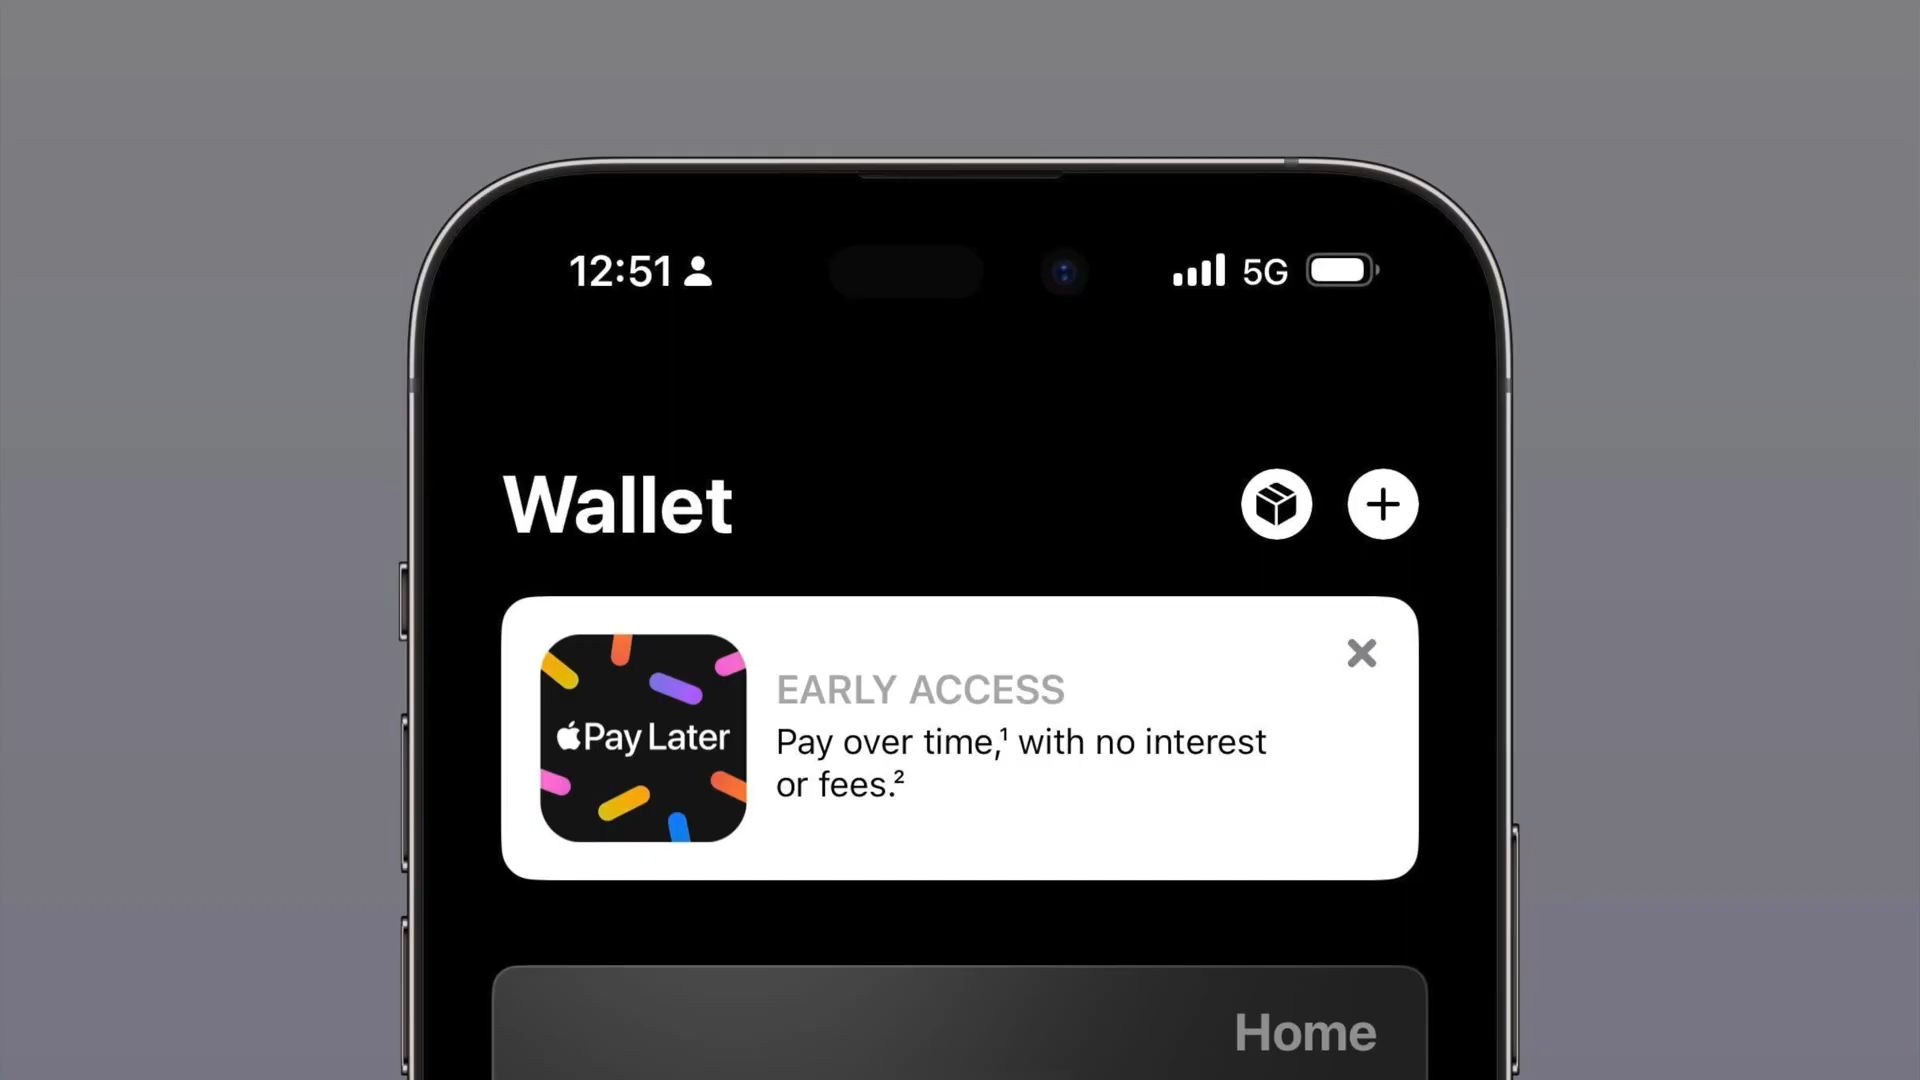 12:51
5G
Wallet
Pay Later
EARLY ACCESS
Pay over time,¹ with no interest
or fees.²
Home